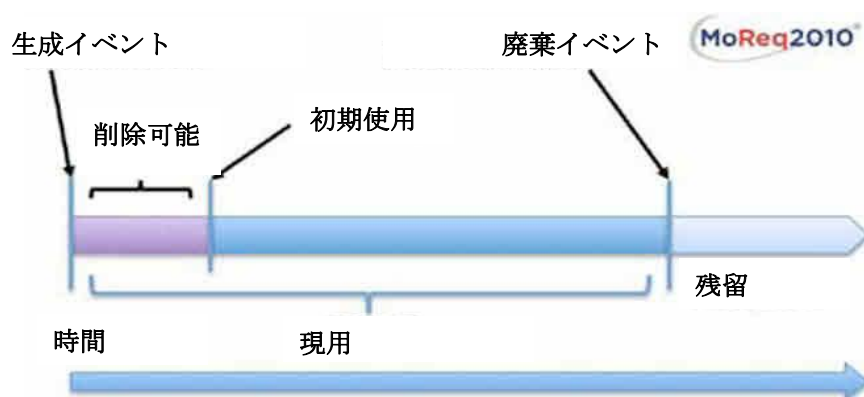 生成イベント
廃棄イベント
MoReq2010®
削除可能
初期使用
残留
時間
現用